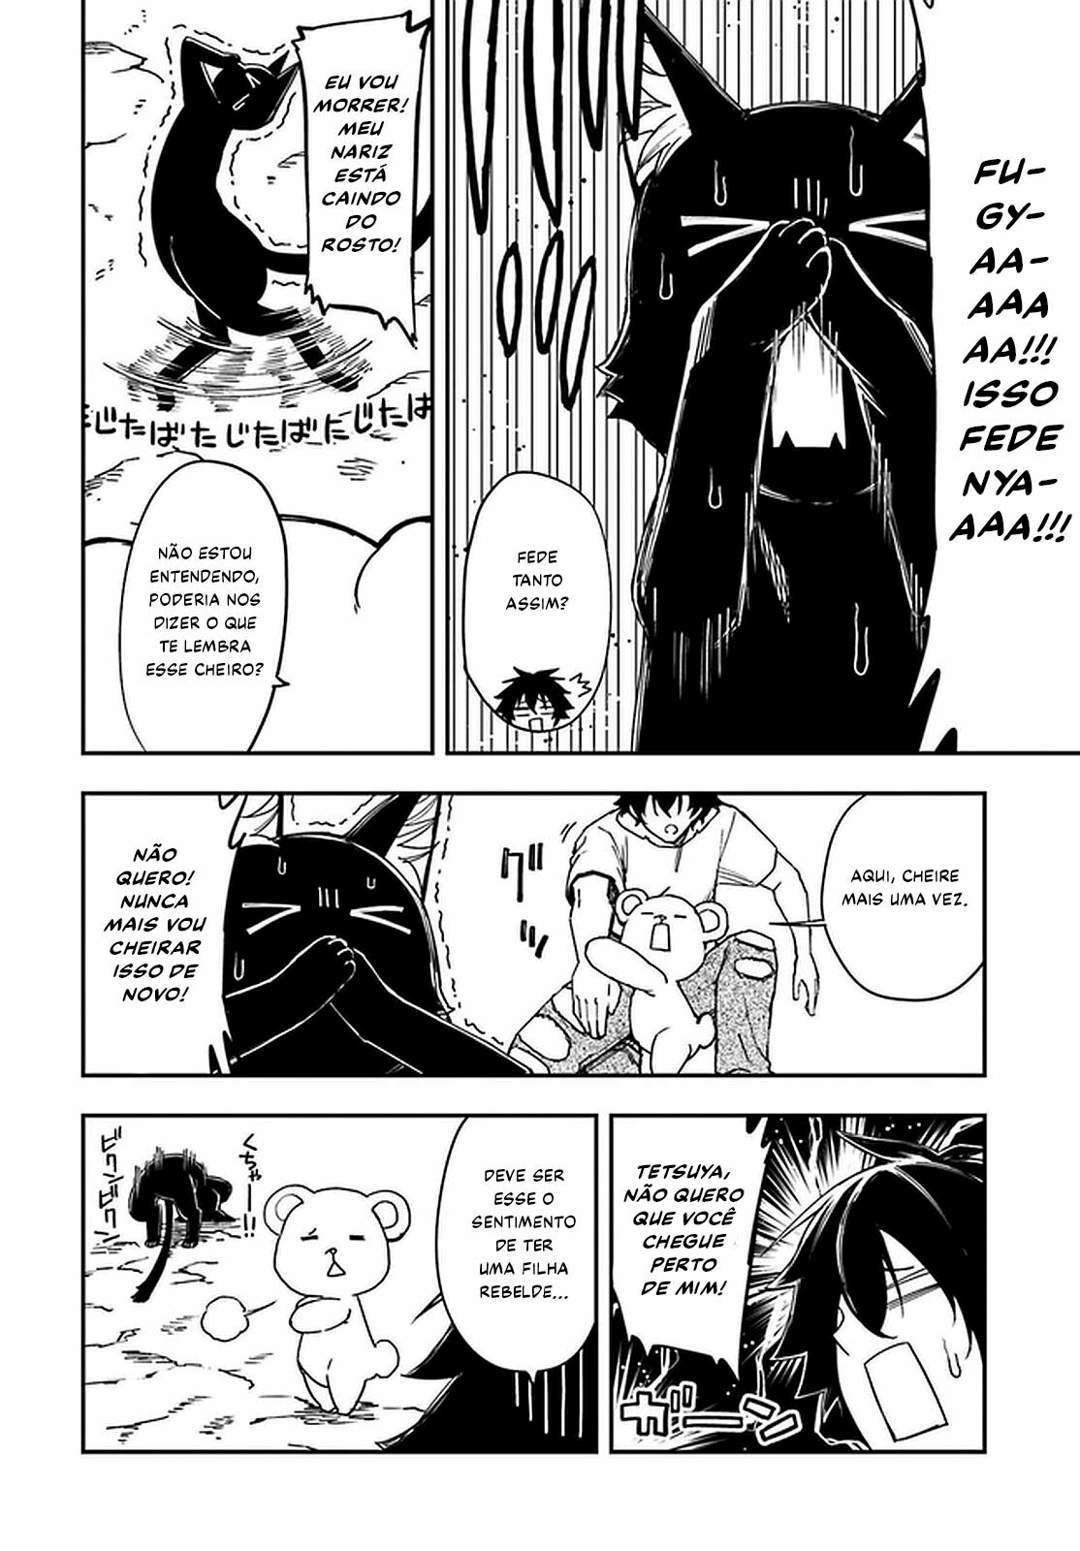 FU-
GY-
AA-
AAA
AA!!!
ISSO
FEDE
NYA-
AAA!!!
FEDE
TANTO
ASSIM?
EU VOU
MORRER!
MEU
NARIZ
ESTÁ
CAINDO
DO
ROSTO!
じたばたじたばたじたば
NÃO ESTOU
ENTENDENDO,
PODERIA NOS
DIZER O QUE
TE LEMBRA
ESSE CHEIRO?
AQUI, CHEIRE
MAIS UMA VEZ.
NÃO
QUERO!
NUNCA
MAIS VOU
CHEIRAR
ISSO DE
NOVO!
TETSUYA,
NÃO QUERO
QUE VOCÊ
CHEGUE
PERTO
DE MIM!
ガーン
DEVE SER
ESSE O
SENTIMENTO
DE TER
UMA FILHA
REBELDE...